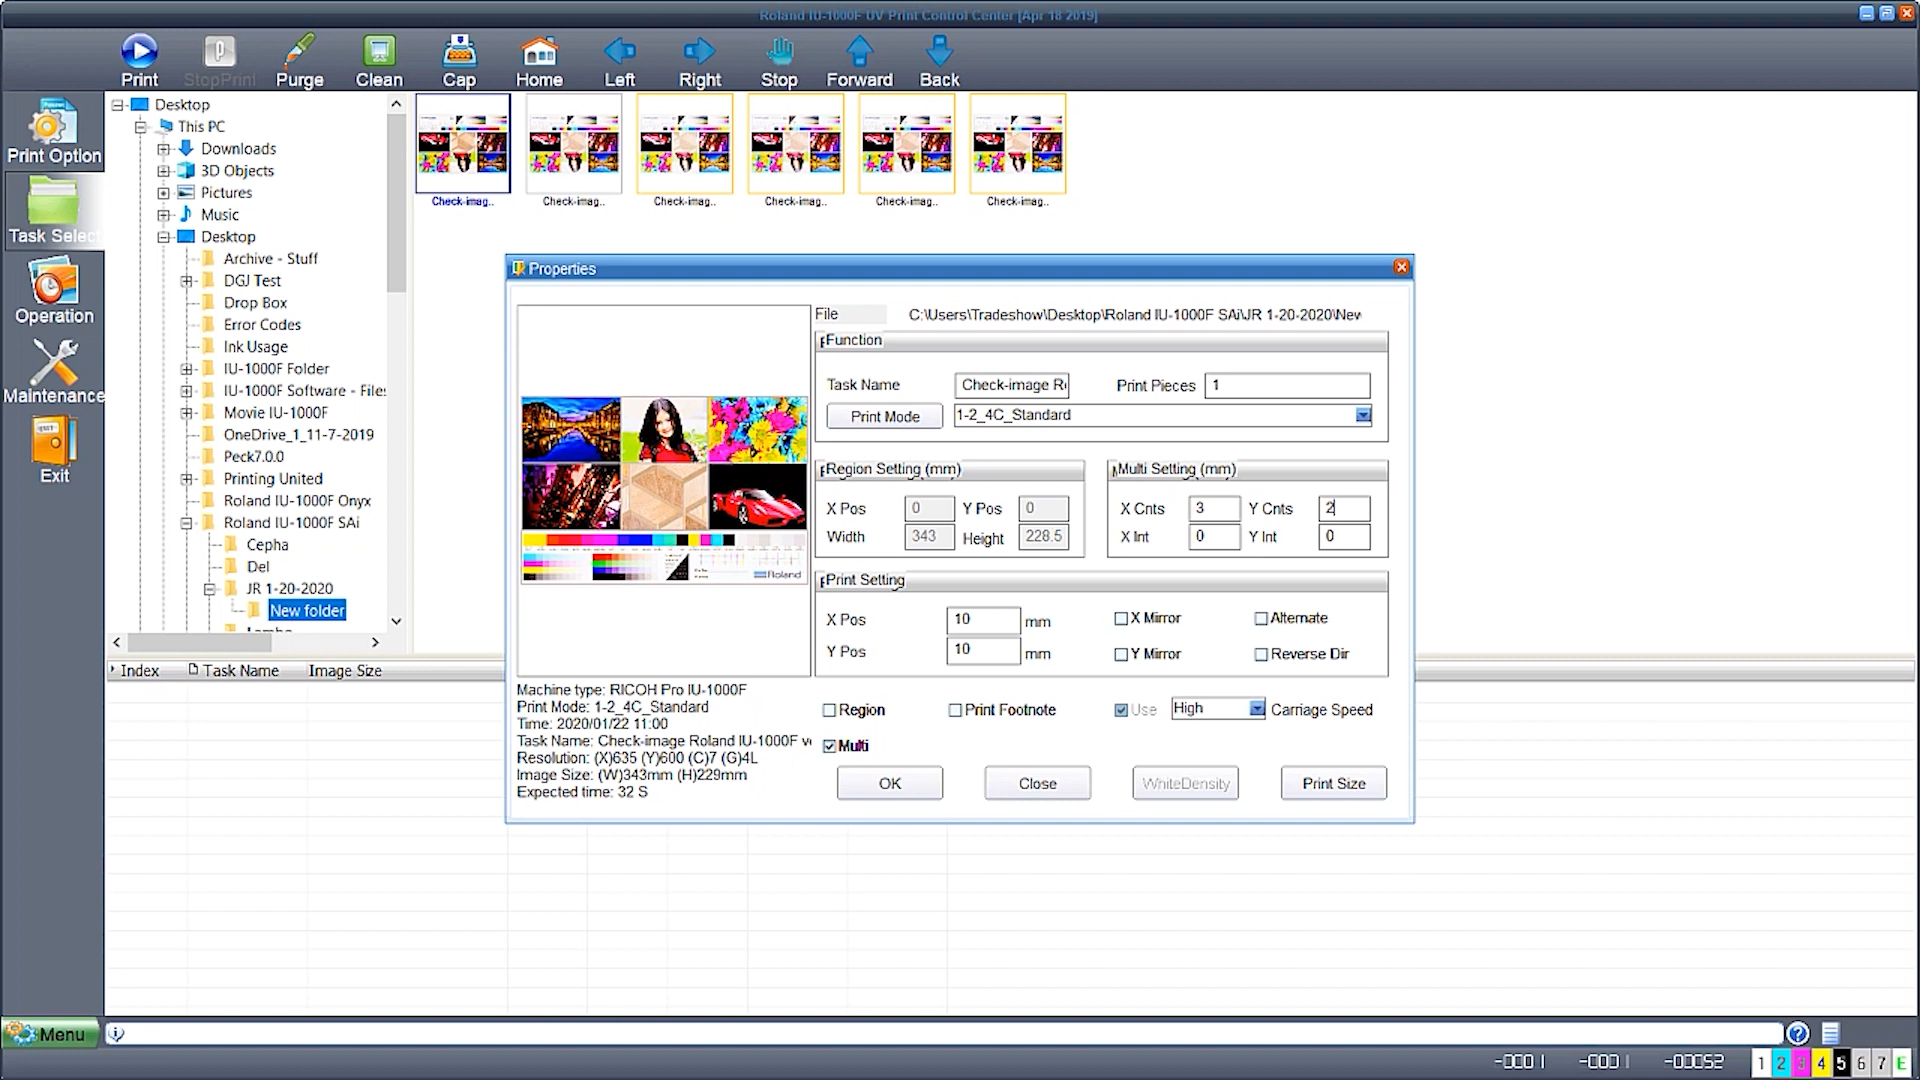 Roland IU-1000F UV Print Control Center [Apr 18 2019]
Print
StopPrint
Purge
Clean
Cap
Home
Left
Right
Stop
Forward
Back
Print Option
Task Select
Operation
Maintenance
Exit
Desktop
This PC
Downloads
3D Objects
Pictures
Music
Desktop
Archive - Stuff
DGJ Test
Drop Box
Error Codes
Ink Usage
IU-1000F Folder
IU-1000F Software - Files
Movie IU-1000F
OneDrive_1_11-7-2019
Peck7.0.0
Printing United
Roland IU-1000F Onyx
Roland IU-1000F SAi
Cepha
Del
JR 1-20-2020
New folder
Check-imag..
Check-imag..
Check-imag..
Check-imag..
Check-imag..
Check-imag..
Index Task Name Image Size
Properties
File C:\Users\Tradeshow\Desktop\Roland IU-1000F SAi\JR 1-20-2020\New
Function
Task Name Check-image R Print Pieces 1
Print Mode 1-2_4C_Standard
Region Setting (mm)
X Pos 0 Y Pos 0
Width 343 Height 228.5
Multi Setting (mm)
X Cnts 3 Y Cnts 2
X Int 0 Y Int 0
Print Setting
X Pos 10 mm X Mirror Alternate
Y Pos 10 mm Y Mirror Reverse Dir
Region Print Footnote Use High Carriage Speed
Multi
OK Close WhiteDensity Print Size
Roland
Machine type: RICOH Pro IU-1000F
Print Mode: 1-2_4C_Standard
Time: 2020/01/22 11:00
Task Name: Check-image Roland IU-1000F v
Resolution: (X)635 (Y)600 (C)7 (G)4L
Image Size: (W)343mm (H)229mm
Expected time: 32 S
Menu
-0001 -0001 -00052
1 2 3 4 5 6 7 E